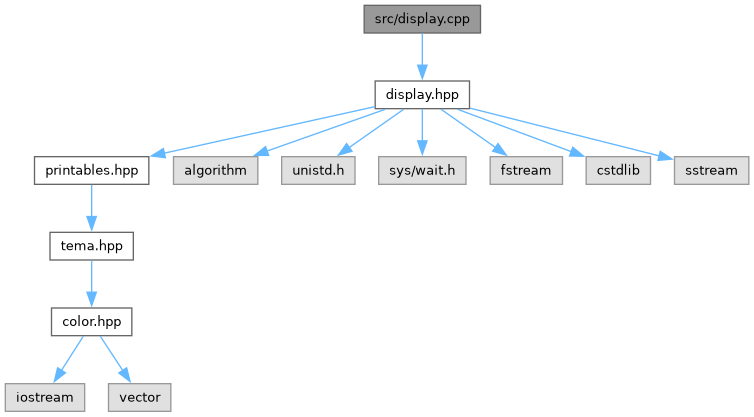 src/display.cpp
display.hpp
printables.hpp
algorithm
unistd.h
sys/wait.h
fstream
cstdlib
sstream
tema.hpp
color.hpp
iostream
vector